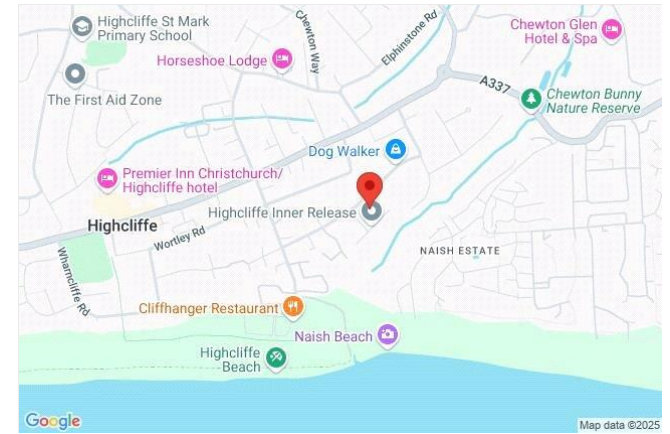 Highcliffe St Mark
Primary School
Chewton Way
Elphinstone Rd
Chewton Glen
Hotel & Spa
Horseshoe Lodge
A337
The First Aid Zone
Chewton Bunny
Nature Reserve
Dog Walker
Premier Inn Christchurch/
Highcliffe hotel
Highcliffe Inner Release
Highcliffe
Wortley Rd
NAISH ESTATE
Wharncliffe Rd
Cliffhanger Restaurant
Naish Beach
Highcliffe
Beach
Google
Map data ©2025